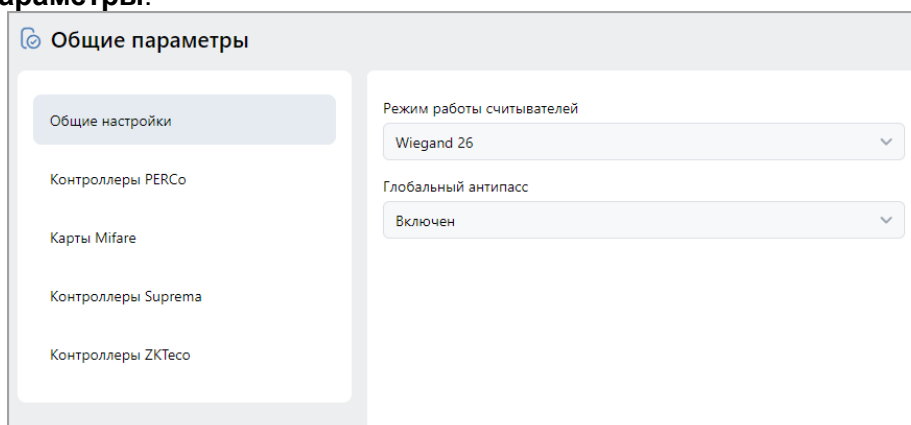 араметры.
Общие параметры
Общие настройки
Контроллеры PERCo
Карты Mifare
Контроллеры Suprema
Контроллеры ZKTeco
Режим работы считывателей
Wiegand 26
Глобальный антипасс
Включен